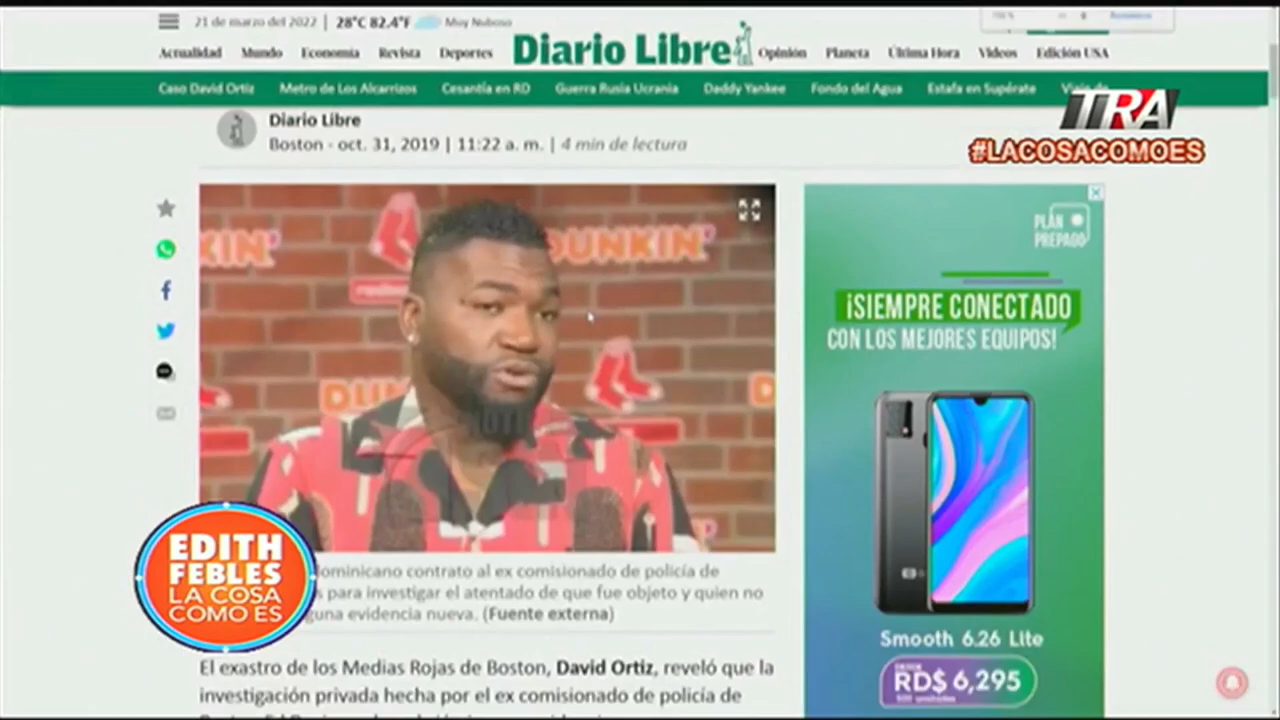 21 de marzo del 2022 | 28°C 82.4°F Muy Nuboso
Actualidad Mundo Economía Revista Deportes Diario Libre Opinión Planeta Última Hora Videos Edición USA
Caso David Ortiz Metro de Los Alcarrizos Cesantía en RD Guerra Rusia Ucrania Daddy Yankee Fondo del Agua Estafa en Supérate
TRA
#LACOSACOMOES
Diario Libre
Boston - oct. 31, 2019 | 11:22 a. m. | 4 min de lectura
KIN' DUNKIN'
DU
D
PLAN
PREPAGO
¡SIEMPRE CONECTADO
CON LOS MEJORES EQUIPOS!
Smooth 6.26 Lite
RD$ 6,295
EDITH
FEBLES
LA COSA
COMO ES
ominicano contrato al ex comisionado de policía de
para investigar el atentado de que fue objeto y quien no
guna evidencia nueva. (Fuente externa)
El exastro de los Medias Rojas de Boston, David Ortiz, reveló que la
investigación privada hecha por el ex comisionado de policía de